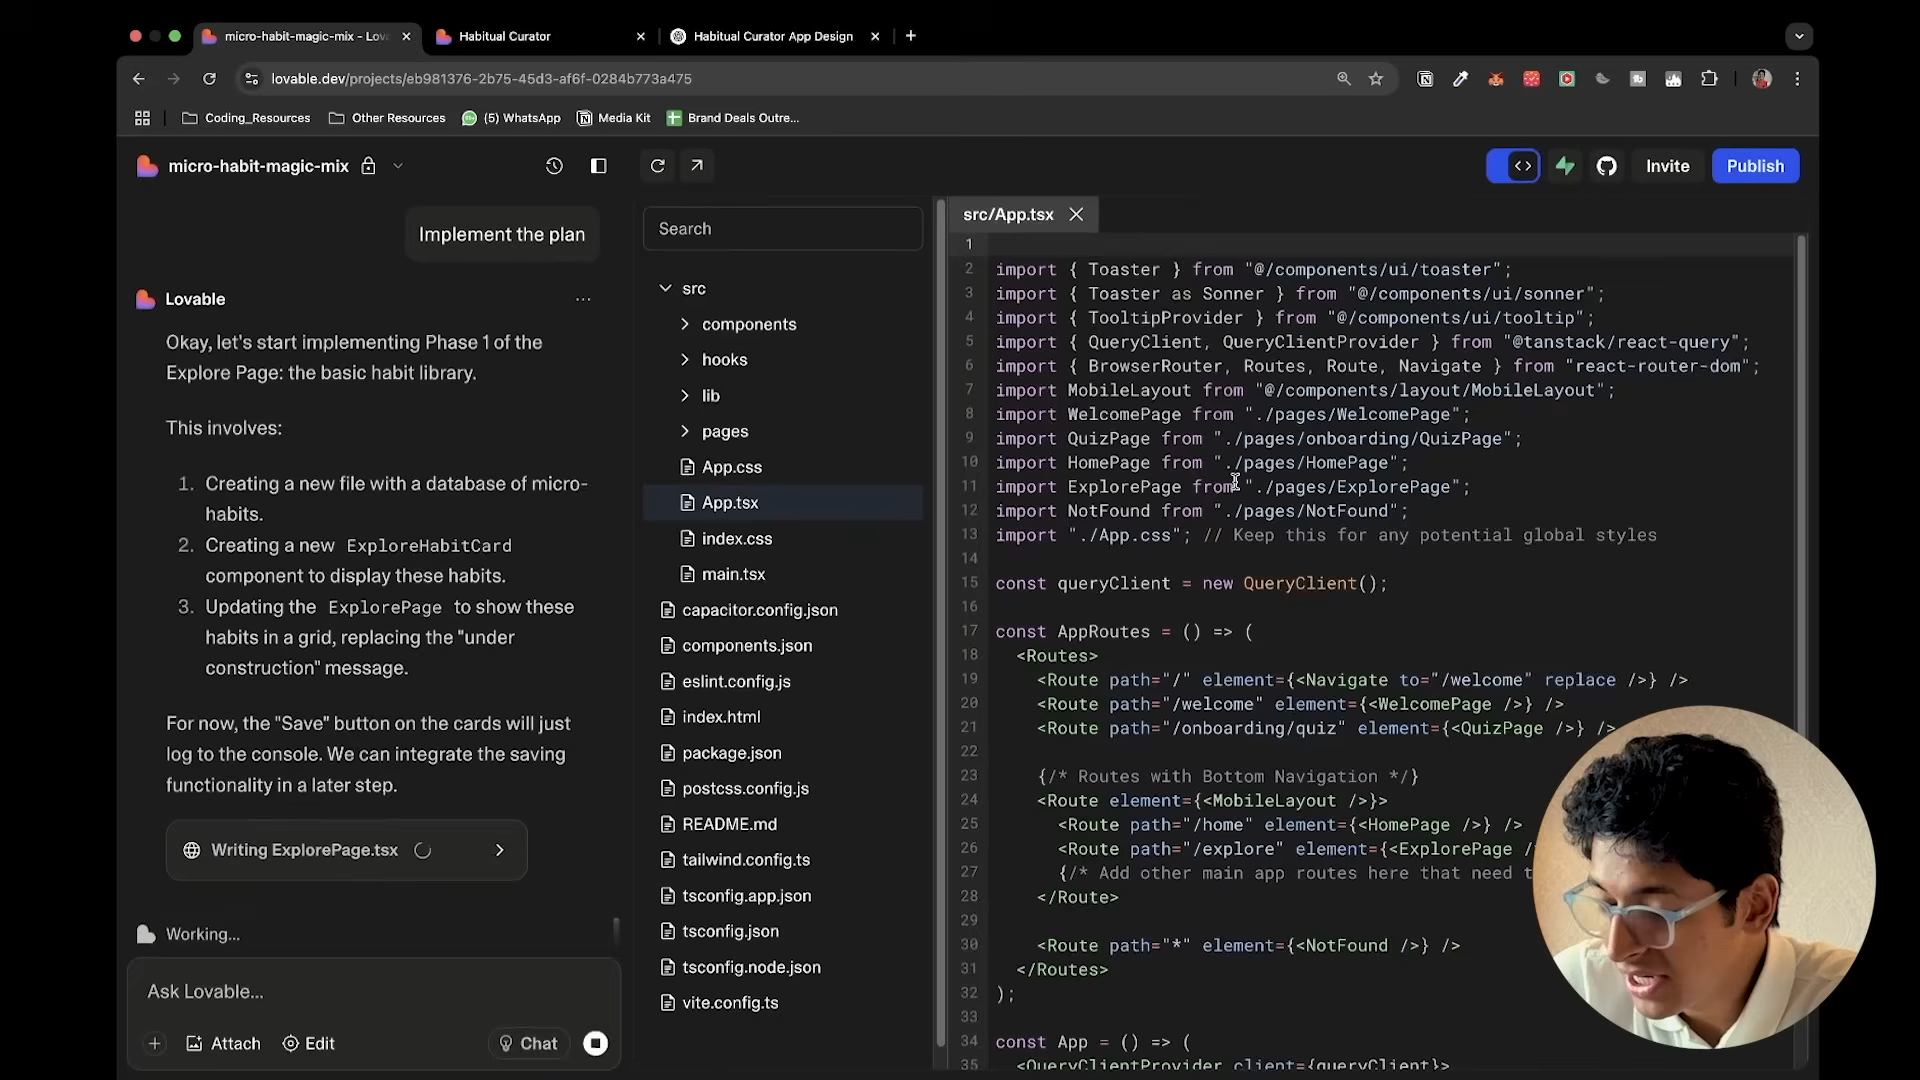 micro-habit-magic-mix - Lov
Habitual Curator
Habitual Curator App Design
lovable.dev/projects/eb981376-2b75-45d3-af6f-0284b773a475
Coding_Resources
Other Resources
(5) WhatsApp
Media Kit
Brand Deals Outre...
micro-habit-magic-mix
Invite
Publish
Implement the plan
Lovable
Okay, let's start implementing Phase 1 of the
Explore Page: the basic habit library.
This involves:
1. Creating a new file with a database of micro-
habits.
2. Creating a new ExploreHabitCard
component to display these habits.
3. Updating the ExplorePage to show these
habits in a grid, replacing the "under
construction" message.
For now, the "Save" button on the cards will just
log to the console. We can integrate the saving
functionality in a later step.
Writing ExplorePage.tsx
Working...
Ask Lovable...
Attach
Edit
Chat
Search
src
components
hooks
lib
pages
App.css
App.tsx
index.css
main.tsx
capacitor.config.json
components.json
eslint.config.js
index.html
package.json
postcss.config.js
README.md
tailwind.config.ts
tsconfig.app.json
tsconfig.json
tsconfig.node.json
vite.config.ts
src/App.tsx
1
2 import { Toaster } from "@/components/ui/toaster";
3 import { Toaster as Sonner } from "@/components/ui/sonner";
4 import { TooltipProvider } from "@/components/ui/tooltip";
5 import { QueryClient, QueryClientProvider } from "@tanstack/react-query";
6 import { BrowserRouter, Routes, Route, Navigate } from "react-router-dom";
7 import MobileLayout from "@/components/layout/MobileLayout";
8 import WelcomePage from "./pages/WelcomePage";
9 import QuizPage from "./pages/onboarding/QuizPage";
10 import HomePage from "./pages/HomePage";
11 import ExplorePage from "./pages/ExplorePage";
12 import NotFound from "./pages/NotFound";
13 import "./App.css"; // Keep this for any potential global styles
14
15 const queryClient = new QueryClient();
16
17 const AppRoutes = () => (
18 <Routes>
19 <Route path="/" element={<Navigate to="/welcome" replace />} />
20 <Route path="/welcome" element={<WelcomePage />} />
21 <Route path="/onboarding/quiz" element={<QuizPage />} />
22
23 {/* Routes with Bottom Navigation */}
24 <Route element={<MobileLayout />}>
25 <Route path="/home" element={<HomePage />} />
26 <Route path="/explore" element={<ExplorePage /
27 {/* Add other main app routes here that need t
28 </Route>
29
30 <Route path="*" element={<NotFound />} />
31 </Routes>
32 );
33
34 const App = () => (
35 <QueryClientProvider client={queryClient}>